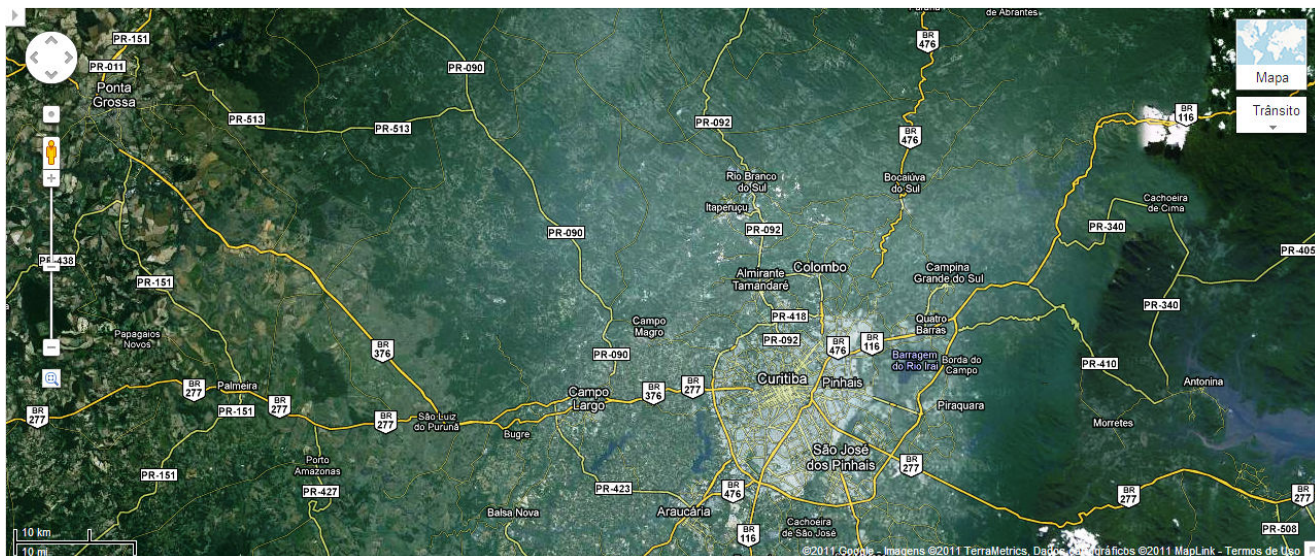 de Abrantes
PR-151
BR
476
PR-090
PR-011
Mapa
Ponta
Grossa
Trânsito
BR
116
PR-513
PR-513
PR-092
BR
476
Rio Branco
do Sul
Bocaiúva
do Sul
Itaperuçu
Cachoeira
de Cima
PR-092
PR-090
PR-340
PR-405
PR-438
PR-151
Colombo
Almirante
Tamandaré
Campina
Grande do Sul
PR-340
PR-418
Campo
Magro
Quatro
Barras
Papagaios
Novos
PR-092
BR
476
BR
116
BR
376
PR-090
Barragem
do Rio Iraí
Borda do
Campo
PR-410
Curitiba
Pinhais
Antonina
BR
277
Palmeira
BR
277
PR-151
BR
277
Campo
Largo
BR
376
BR
277
São Luiz
do Purunã
BR
277
Bugre
Piraquara
Morretes
São José
dos Pinhais
BR
277
Porto
Amazonas
PR-151
PR-427
PR-423
BR
476
BR
277
BR
277
Balsa Nova
Araucária
Cachoeira
de São José
BR
116
PR-508
10 km
10 mi
©2011 Google - Imagens ©2011 TerraMetrics, Dados cartográficos ©2011 MapLink - Termos de Uso